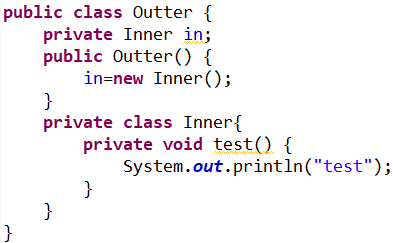 public class Outter {
    private Inner in;
    public Outter() {
        in=new Inner();
    }
    private class Inner{
        private void test() {
            System.out.println("test");
        }
    }
}